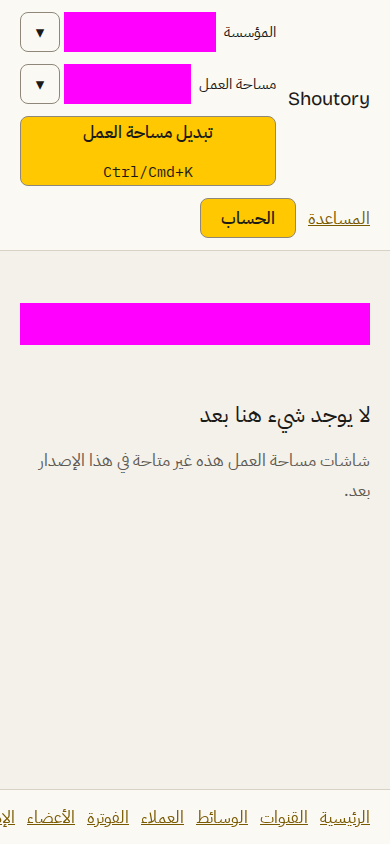 المؤسسة ▼
Shoutory
مساحة العمل ▼
تبديل مساحة العمل
Ctrl/Cmd+K
المساعدة الحساب
لا يوجد شيء هنا بعد
شاشات مساحة العمل هذه غير متاحة في هذا الإصدار
بعد.
الرئيسية القنوات الوسائط العملاء الفوترة الأعضاء